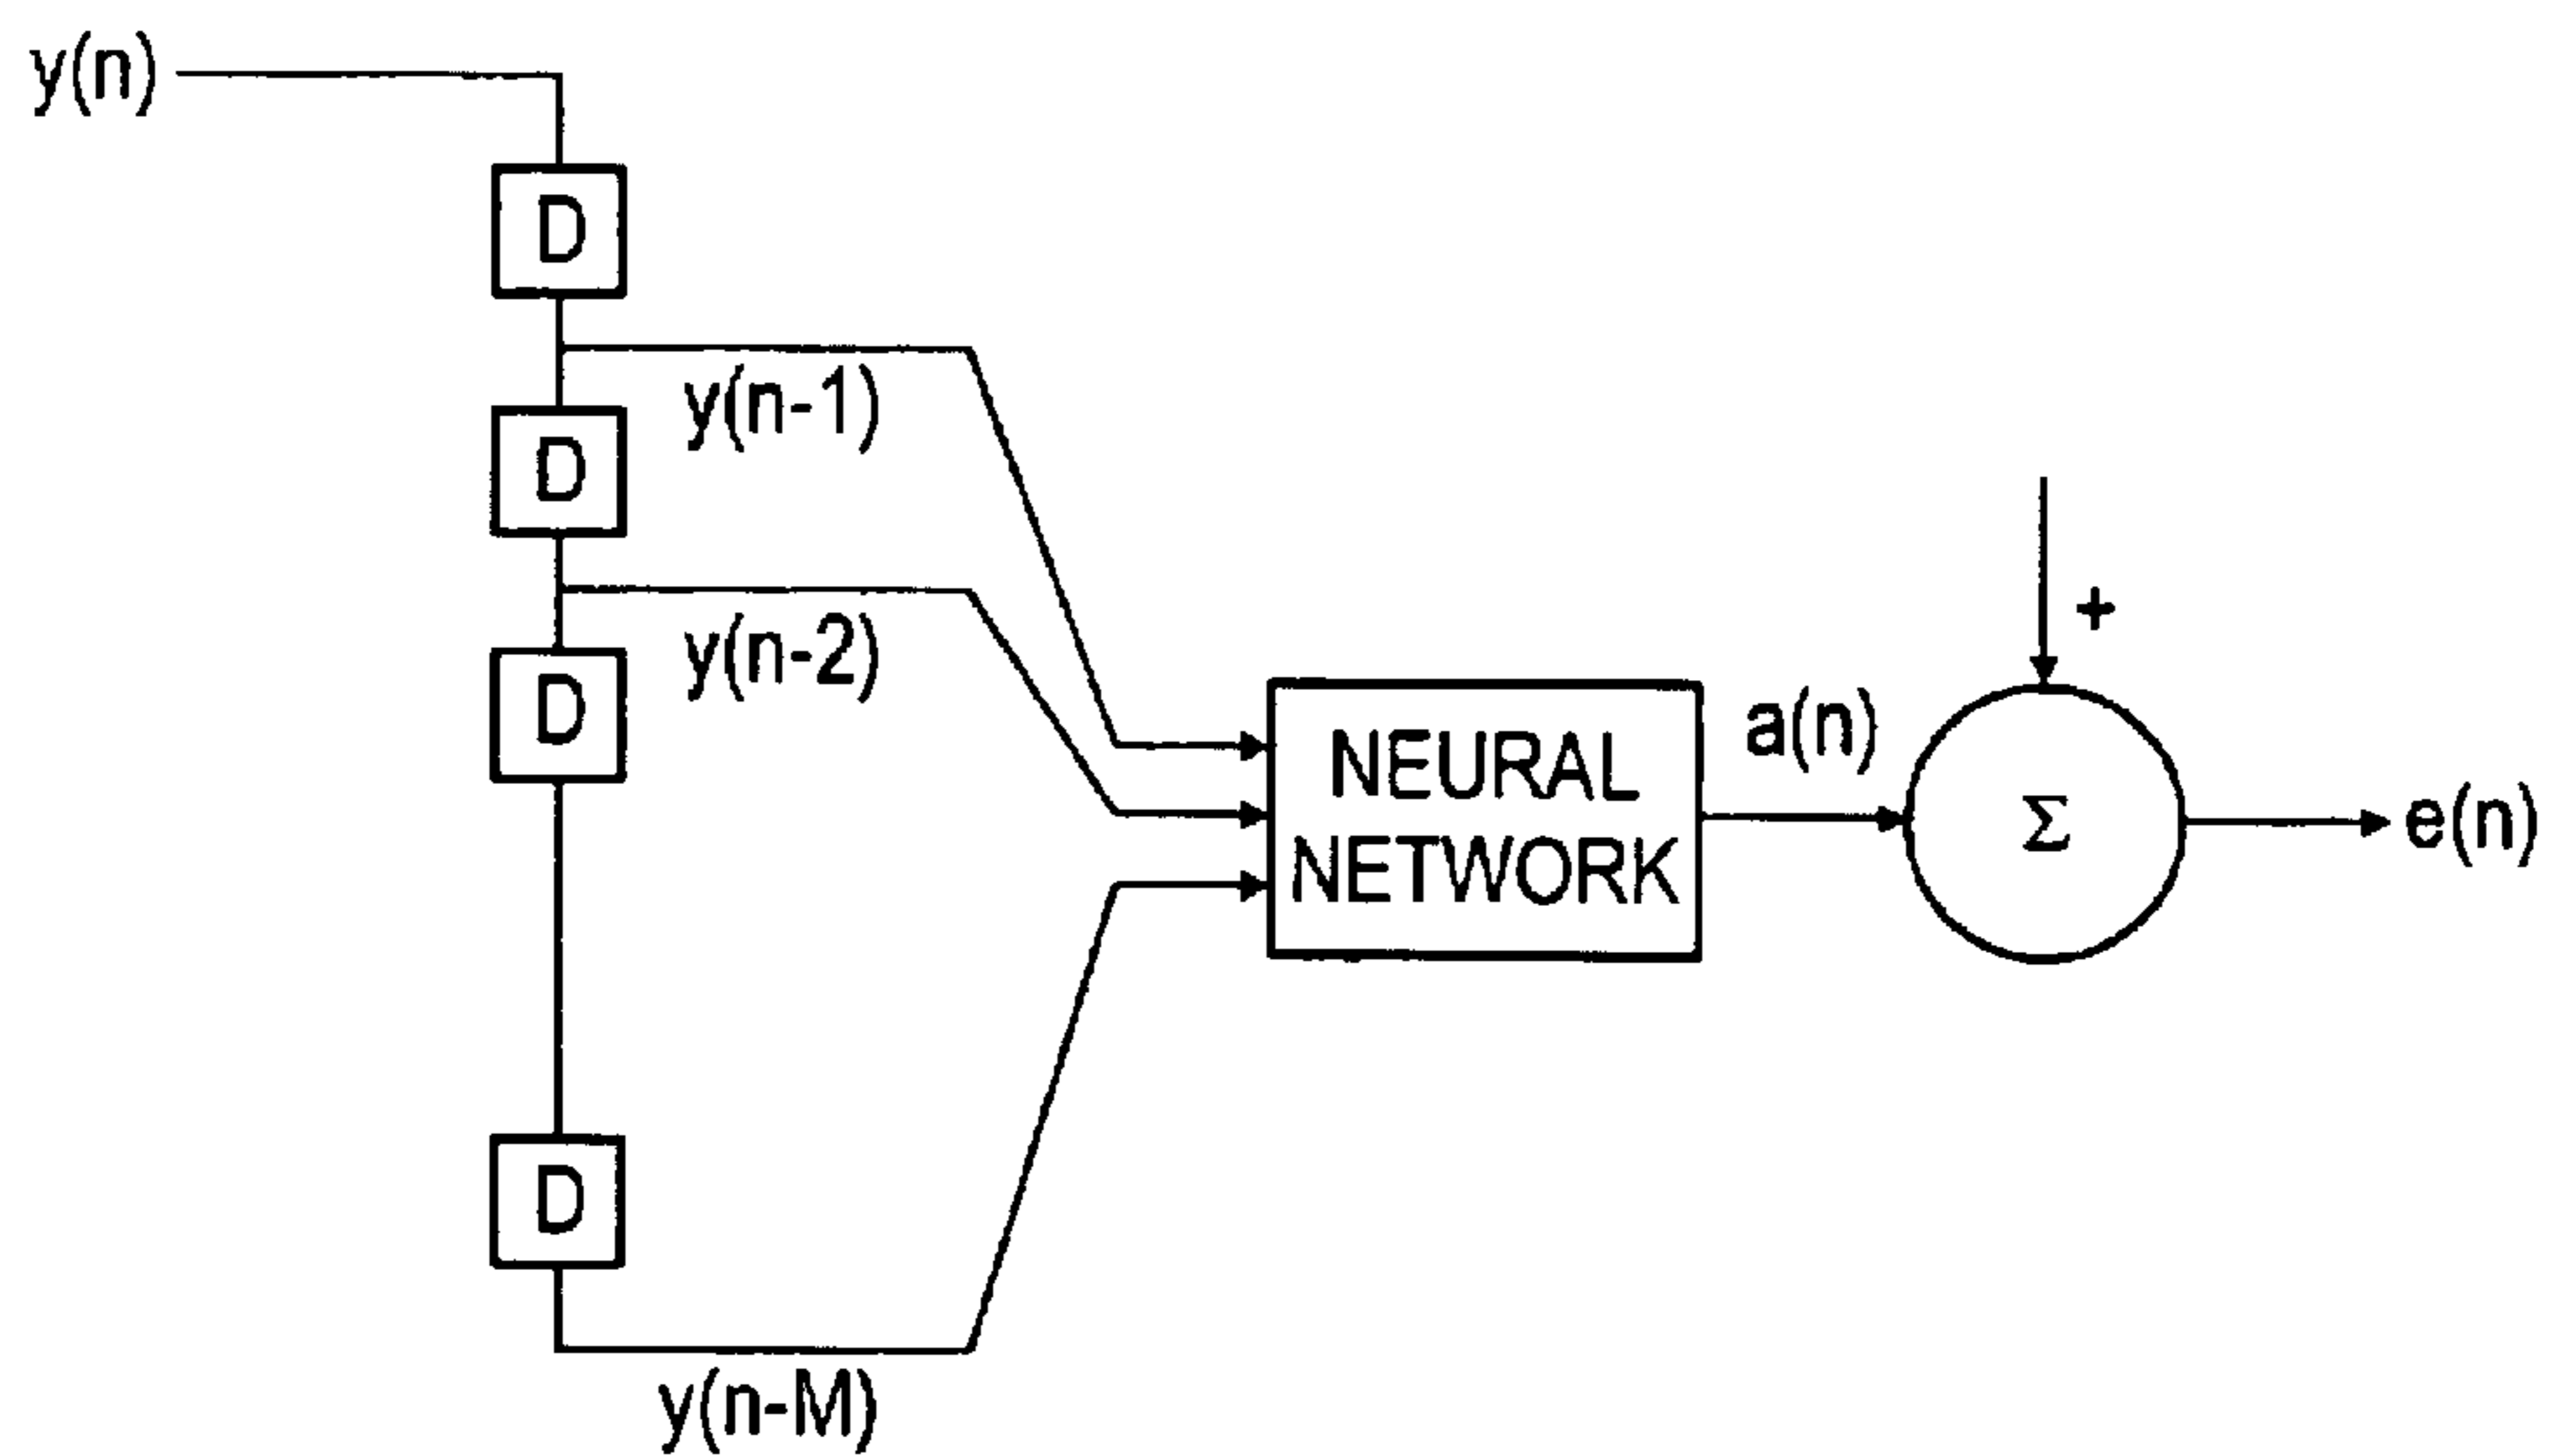 y(n)
D
y(n-1)
D
y(n-2)
D
NEURAL
NETWORK
a(n)
+
Σ
e(n)
D
y(n-M)